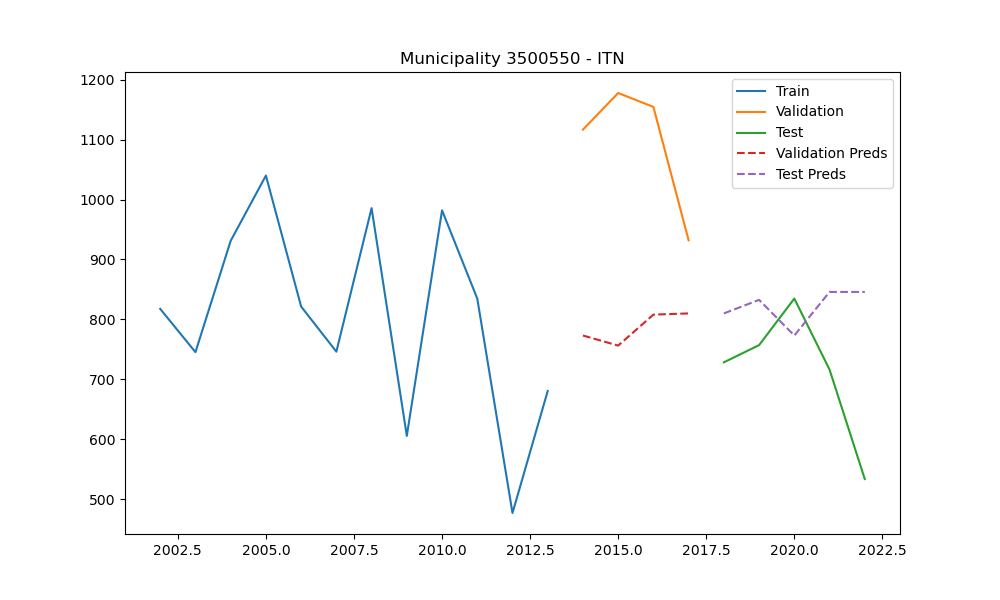 Municipality 3500550 - ITN
1200
1100
1000
900
800
700
600
500
Train
Validation
Test
Validation Preds
Test Preds
2002.5 2005.0 2007.5 2010.0 2012.5 2015.0 2017.5 2020.0 2022.5